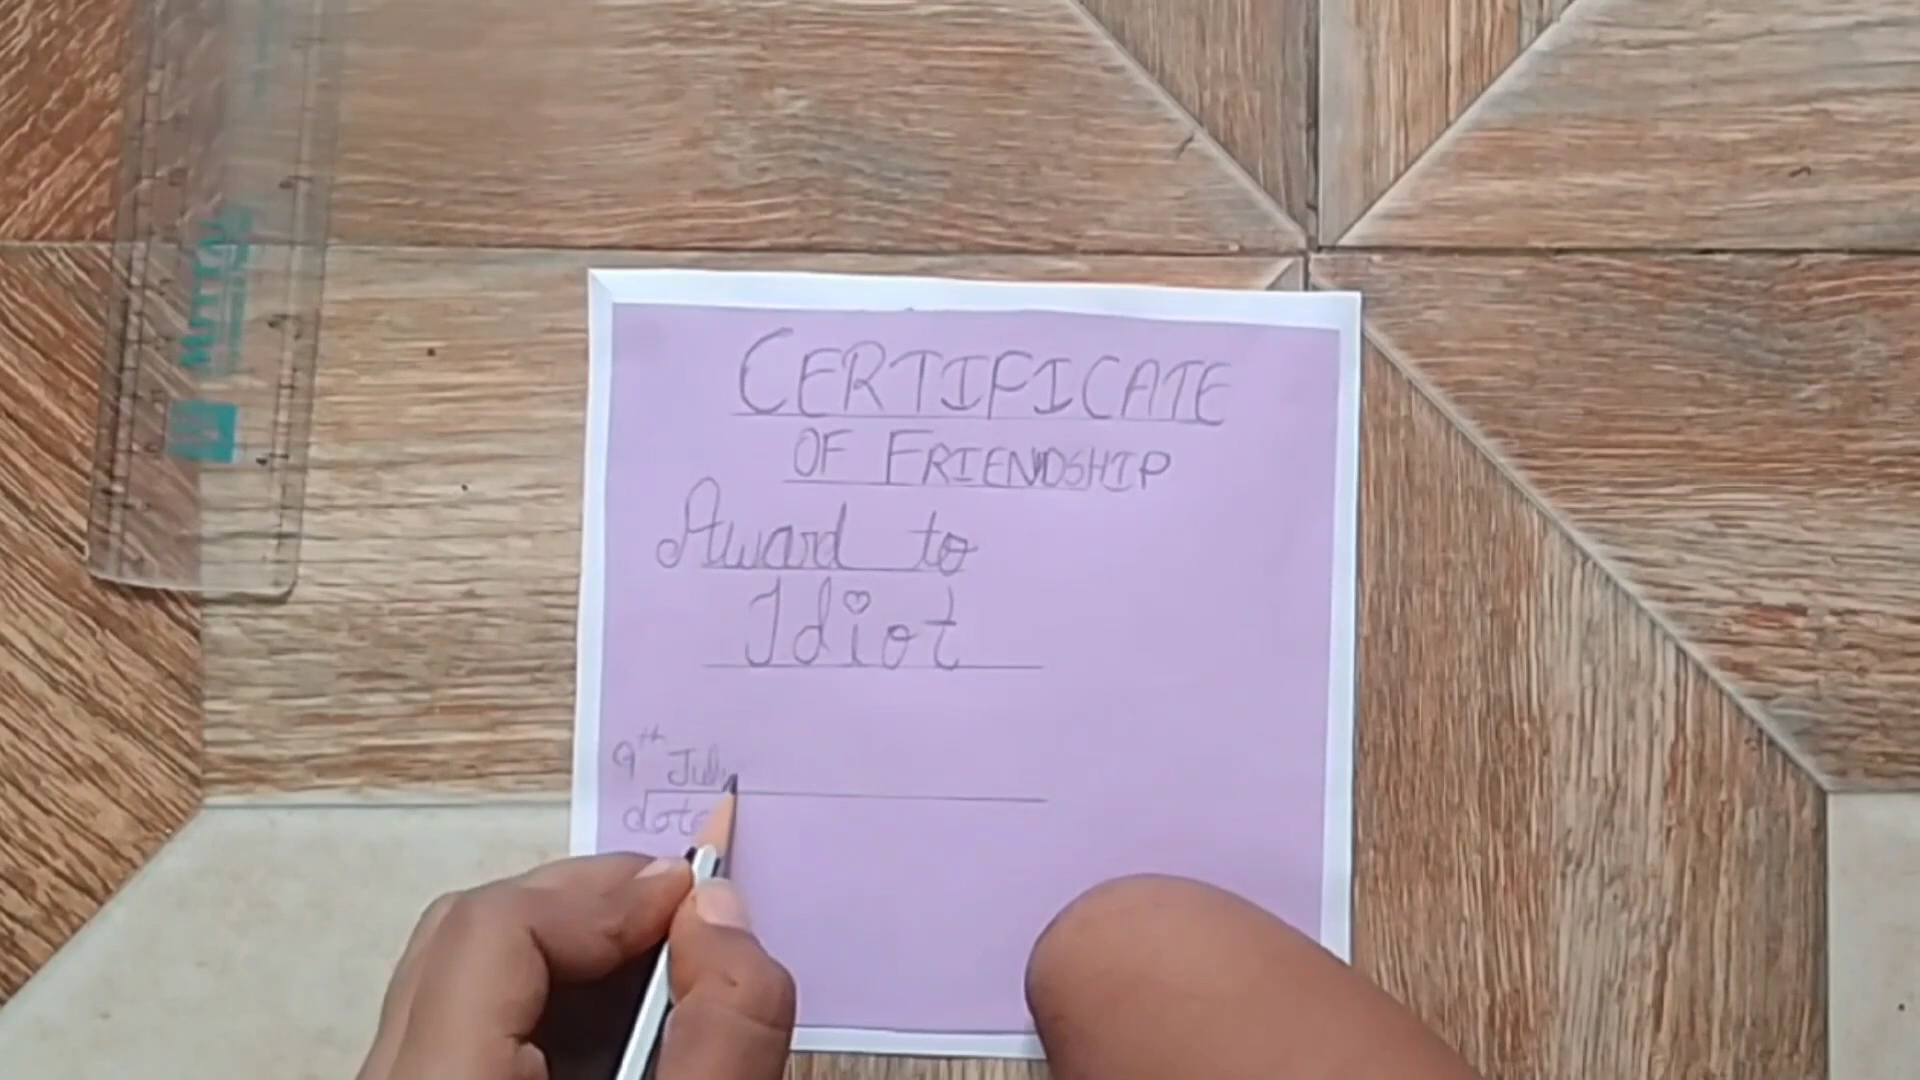 CERTIFICATE
OF FRIENDSHIP
Award to
Idiot
9th July
date